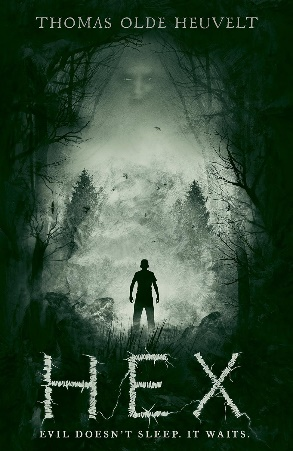 THOMAS OLDE HEUVELT
HEX
EVIL DOESN'T SLEEP. IT WAITS.